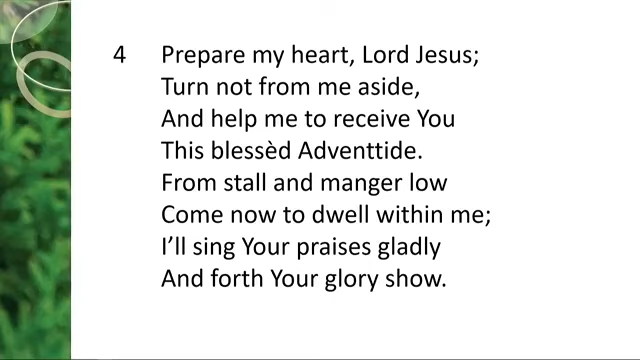 4 Prepare my heart, Lord Jesus;
Turn not from me aside,
And help me to receive You
This blessèd Adventtide.
From stall and manger low
Come now to dwell within me;
I’ll sing Your praises gladly
And forth Your glory show.